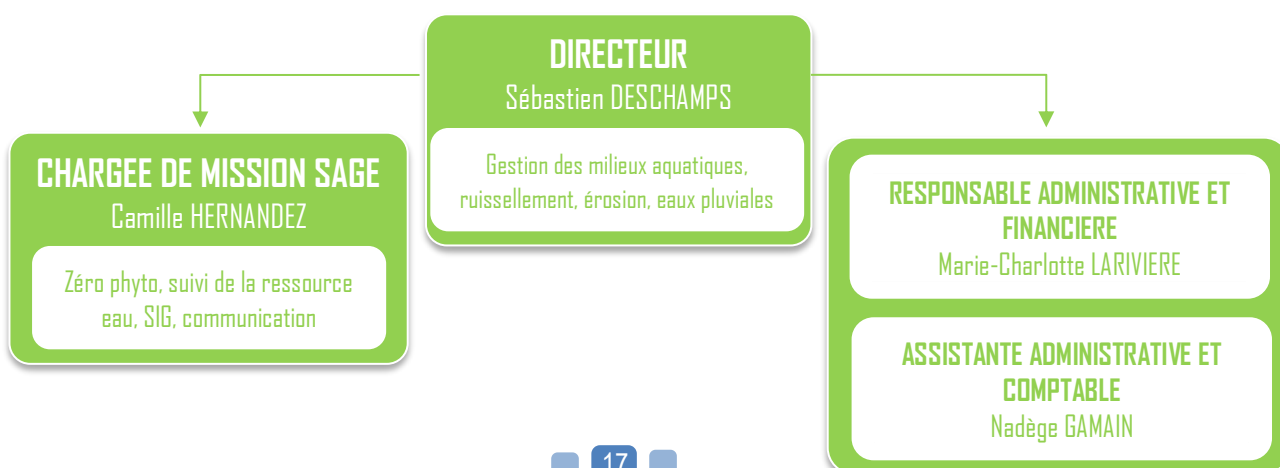 DIRECTEUR
Sébastien DESCHAMPS
Gestion des milieux aquatiques,
ruissellement, érosion, eaux pluviales
CHARGEE DE MISSION SAGE
Camille HERNANDEZ
Zéro phyto, suivi de la ressource
eau, SIG, communication
RESPONSABLE ADMINISTRATIVE ET
FINANCIERE
Marie-Charlotte LARIVIERE
ASSISTANTE ADMINISTRATIVE ET
COMPTABLE
Nadège GAMAIN
17